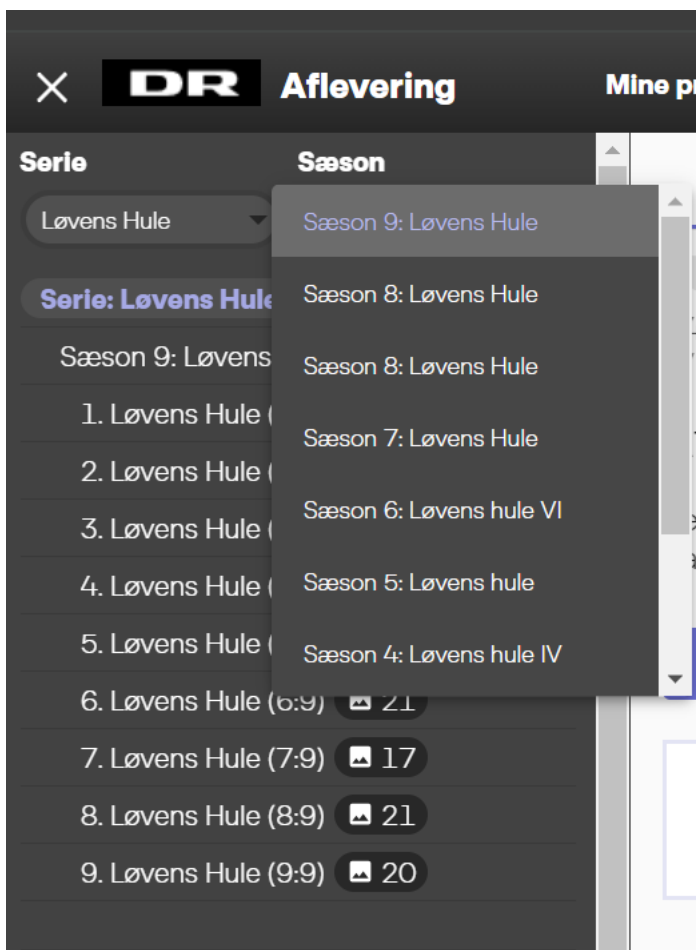 DR Aflevering Mine pr
Serie Sæson
Løvens Hule
Sæson 9: Løvens Hule
Sæson 8: Løvens Hule
Sæson 8: Løvens Hule
Sæson 7: Løvens Hule
Sæson 6: Løvens hule VI
Sæson 5: Løvens hule
Sæson 4: Løvens hule IV
Serie: Løvens Hule
Sæson 9: Løvens
1. Løvens Hule (
2. Løvens Hule (
3. Løvens Hule (
4. Løvens Hule (
5. Løvens Hule (
6. Løvens Hule (6:9) 21
7. Løvens Hule (7:9) 17
8. Løvens Hule (8:9) 21
9. Løvens Hule (9:9) 20